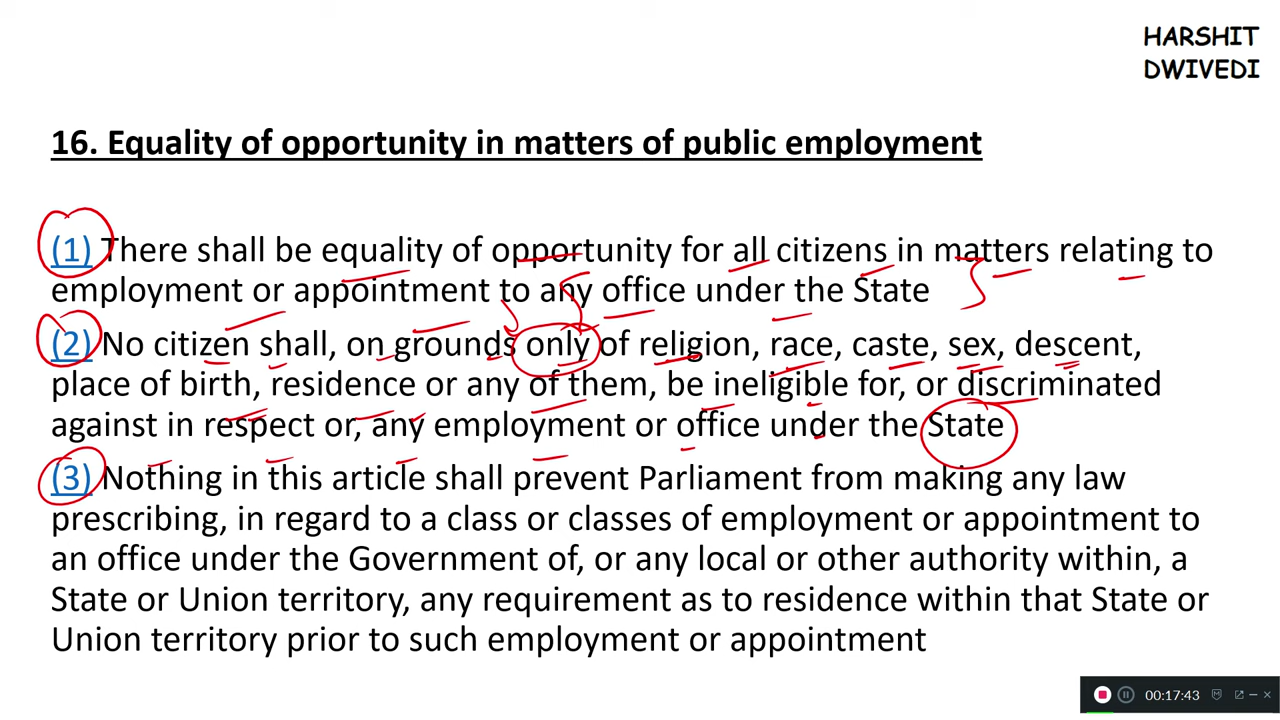 HARSHIT
DWIVEDI
16. Equality of opportunity in matters of public employment
(1) There shall be equality of opportunity for all citizens in matters relating to
employment or appointment to any office under the State
(2) No citizen shall, on grounds only of religion, race, caste, sex, descent,
place of birth, residence or any of them, be ineligible for, or discriminated
against in respect or, any employment or office under the State
(3) Nothing in this article shall prevent Parliament from making any law
prescribing, in regard to a class or classes of employment or appointment to
an office under the Government of, or any local or other authority within, a
State or Union territory, any requirement as to residence within that State or
Union territory prior to such employment or appointment
00:17:43